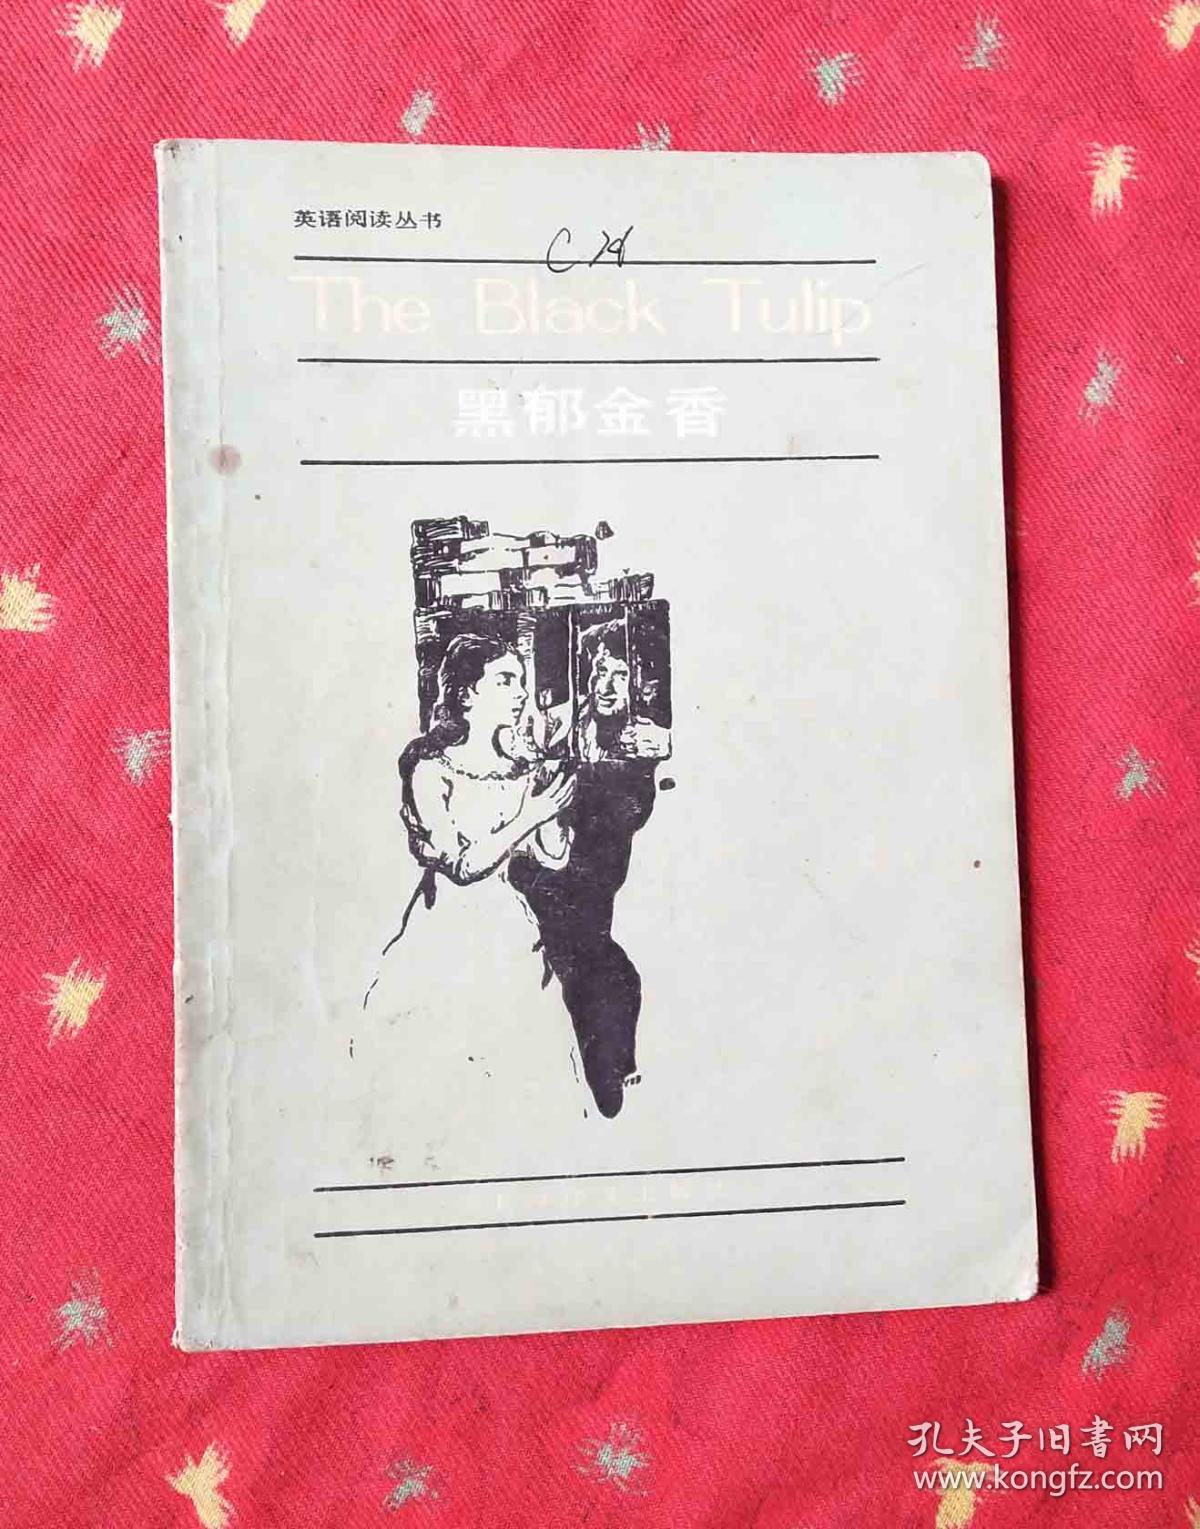 英语阅读丛书
The Black Tulip
黑郁金香
孔夫子旧书网
www.kongfz.com